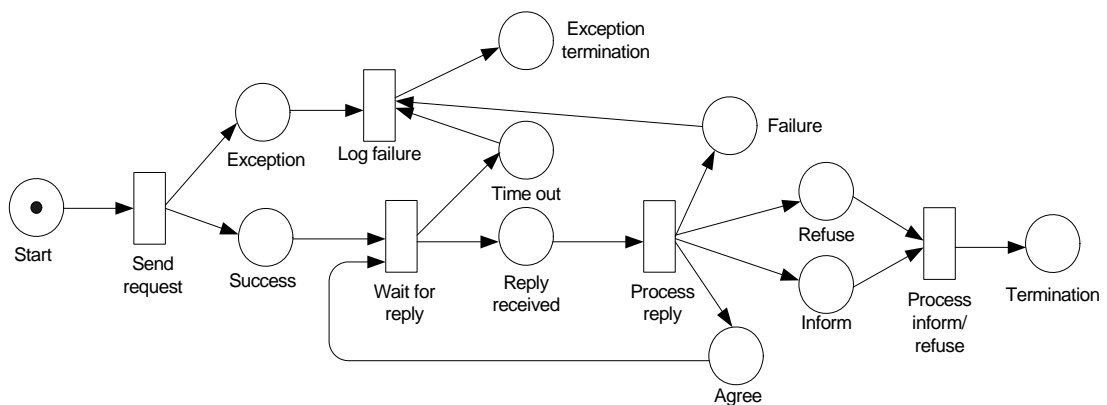 Exception
termination
Failure
Exception
Log failure
Time out
Refuse
Start
Send
request
Success
Wait for
reply
Reply
received
Process
reply
Inform
Process
inform/
refuse
Termination
Agree